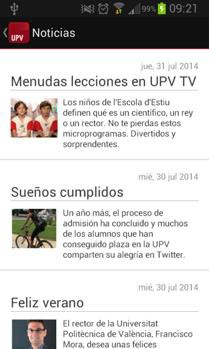 59% 09:21
UPV Noticias
jue, 31 jul 2014
Menudas lecciones en UPV TV
Los niños de l'Escola d'Estiu
definen qué es un científico, un rey
o un rector. No te pierdas estos
microprogramas. Divertidos y
sorprendentes.
mié, 30 jul 2014
Sueños cumplidos
Un año más, el proceso de
admisión ha concluido y muchos
de los alumnos que han
conseguido plaza en la UPV
comparten su alegría en Twitter.
mié, 30 jul 2014
Feliz verano
El rector de la Universitat
Politècnica de València, Francisco
Mora, desea unas felices